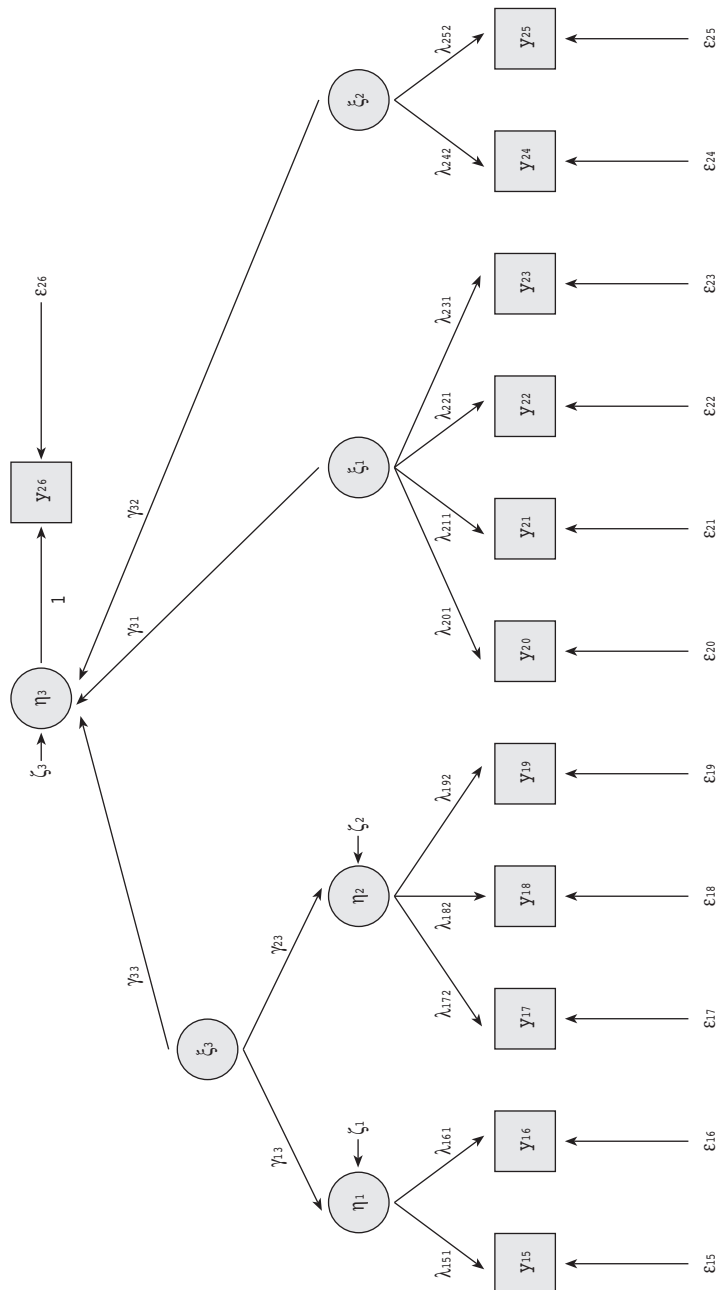 ζ3
η3
1
y26
ε26
γ33
γ31
γ32
ξ3
γ13
γ23
ζ1
η1
ζ2
η2
ξ1
ξ2
λ151
λ161
λ172
λ182
λ192
λ201
λ211
λ221
λ231
λ242
λ252
y15
y16
y17
y18
y19
y20
y21
y22
y23
y24
y25
ε15
ε16
ε17
ε18
ε19
ε20
ε21
ε22
ε23
ε24
ε25